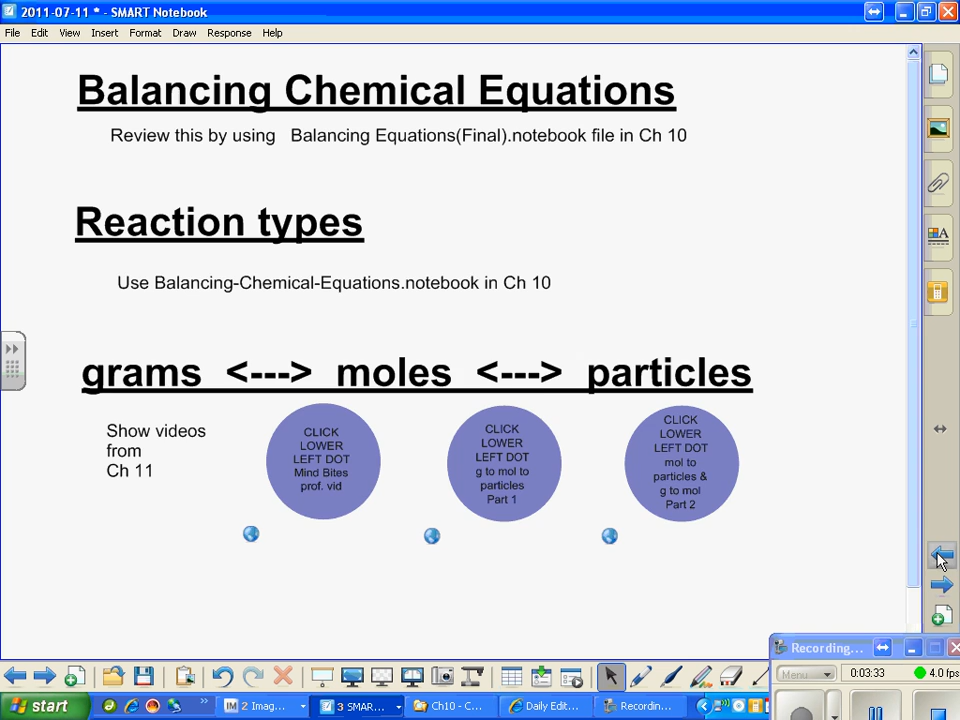 2011-07-11 * - SMART Notebook
File Edit View Insert Format Draw Response Help
Balancing Chemical Equations
Review this by using Balancing Equations(Final).notebook file in Ch 10
Reaction types
Use Balancing-Chemical-Equations.notebook in Ch 10
grams <---> moles <---> particles
Show videos
from
Ch 11
CLICK
LOWER
LEFT DOT
Mind Bites
prof. vid
CLICK
LOWER
LEFT DOT
g to mol to
particles
Part 1
CLICK
LOWER
LEFT DOT
mol to
particles &
g to mol
Part 2
Recording...
Menu 0:03:33 4.0 fps
start 2 Imag... 3 SMAR... Ch10 - C... Daily Edit... Recordin...